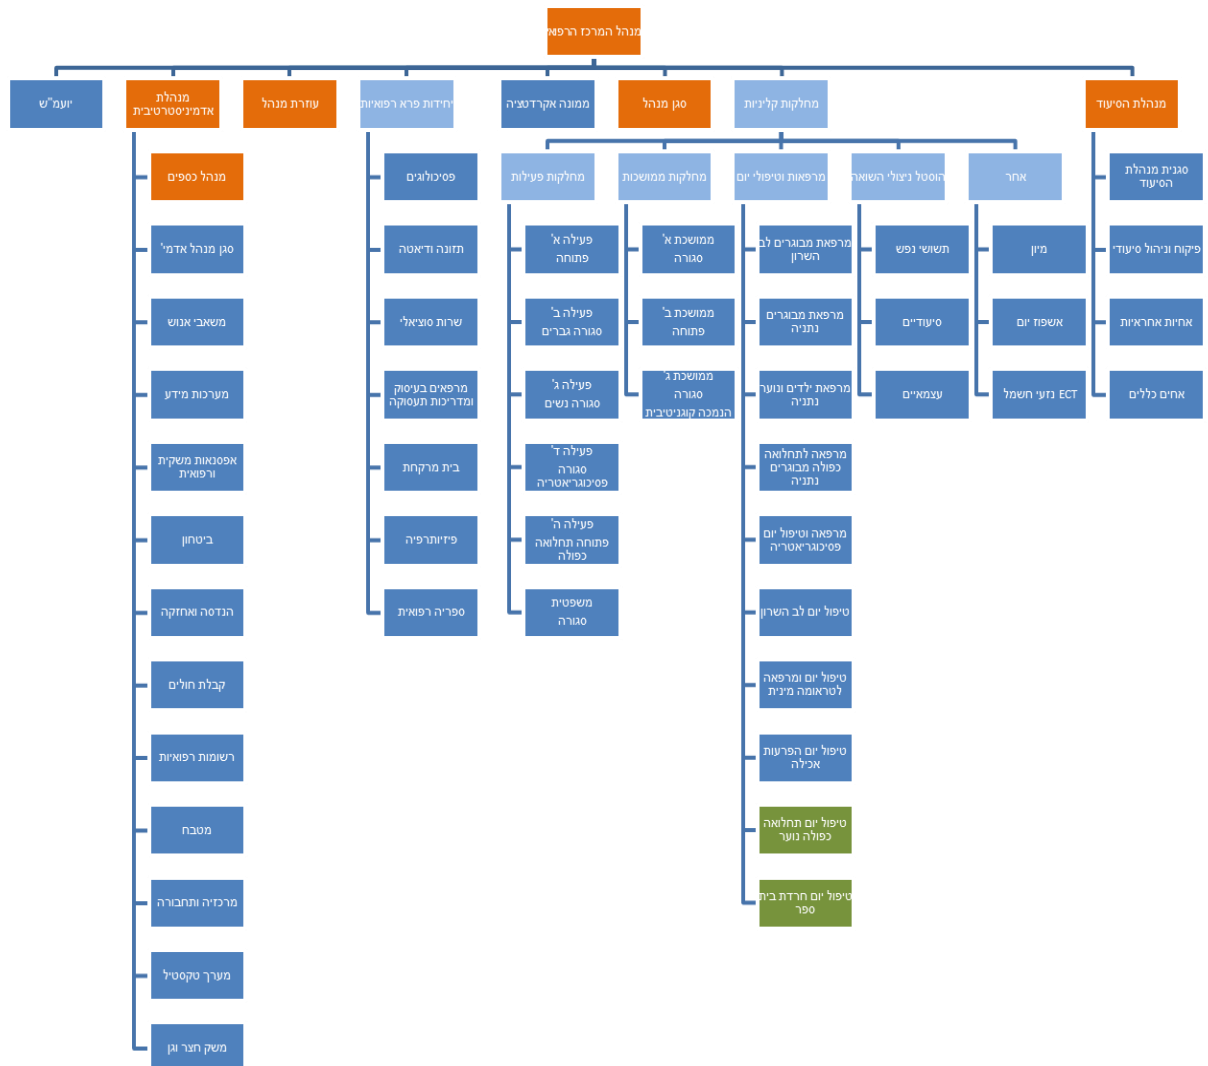 מנהל המרכז הרפואי
מנהלת הסיעוד
מחלקות קליניות
סגן מנהל
ממונה אקרדטציה
יחידות פרא רפואיות
עוזרת מנהל
מנהלת
אדמיניסטרטיבית
יועמ"ש
סגנית מנהלת
הסיעוד
פיקוח וניהול סיעודי
אחיות אחראיות
אחים כללים
אחר
מיון
אשפוז יום
ECT נזעי חשמל
הוסטל ניצולי השואה
תשושי נפש
סיעודיים
עצמאיים
מרפאות וטיפולי יום
מרפאת מבוגרים לב
השרון
מרפאת מבוגרים
נתניה
מרפאת ילדים ונוער
נתניה
מרפאה לתחלואה
כפולה מבוגרים
נתניה
מרפאה וטיפול יום
פסיכוגריאטריה
טיפול יום לב השרון
טיפול יום ומרפאה
לטראומה מינית
טיפול יום הפרעות
אכילה
טיפול יום תחלואה
כפולה נוער
טיפול יום חרדת בית
ספר
מחלקות ממושכות
ממושכת א'
סגורה
ממושכת ב'
פתוחה
ממושכת ג'
סגורה
הנמכה קוגניטיבית
מחלקות פעילות
פעילה א'
פתוחה
פעילה ב'
סגורה גברים
פעילה ג'
סגורה נשים
פעילה ד'
סגורה
פסיכוגריאטריה
פעילה ה'
פתוחה תחלואה
כפולה
משפטית
סגורה
פסיכולוגים
תזונה ודיאטה
שרות סוציאלי
מרפאים בעיסוק
ומדריכות תעסוקה
בית מרקחת
פיזיותרפיה
ספריה רפואית
מנהל כספים
סגן מנהל אדמי'
משאבי אנוש
מערכות מידע
אפסנאות משקית
ורפואית
ביטחון
הנדסה ואחזקה
קבלת חולים
רשומות רפואיות
מטבח
מרכזיה ותחבורה
מערך טקסטיל
משק חצר וגן